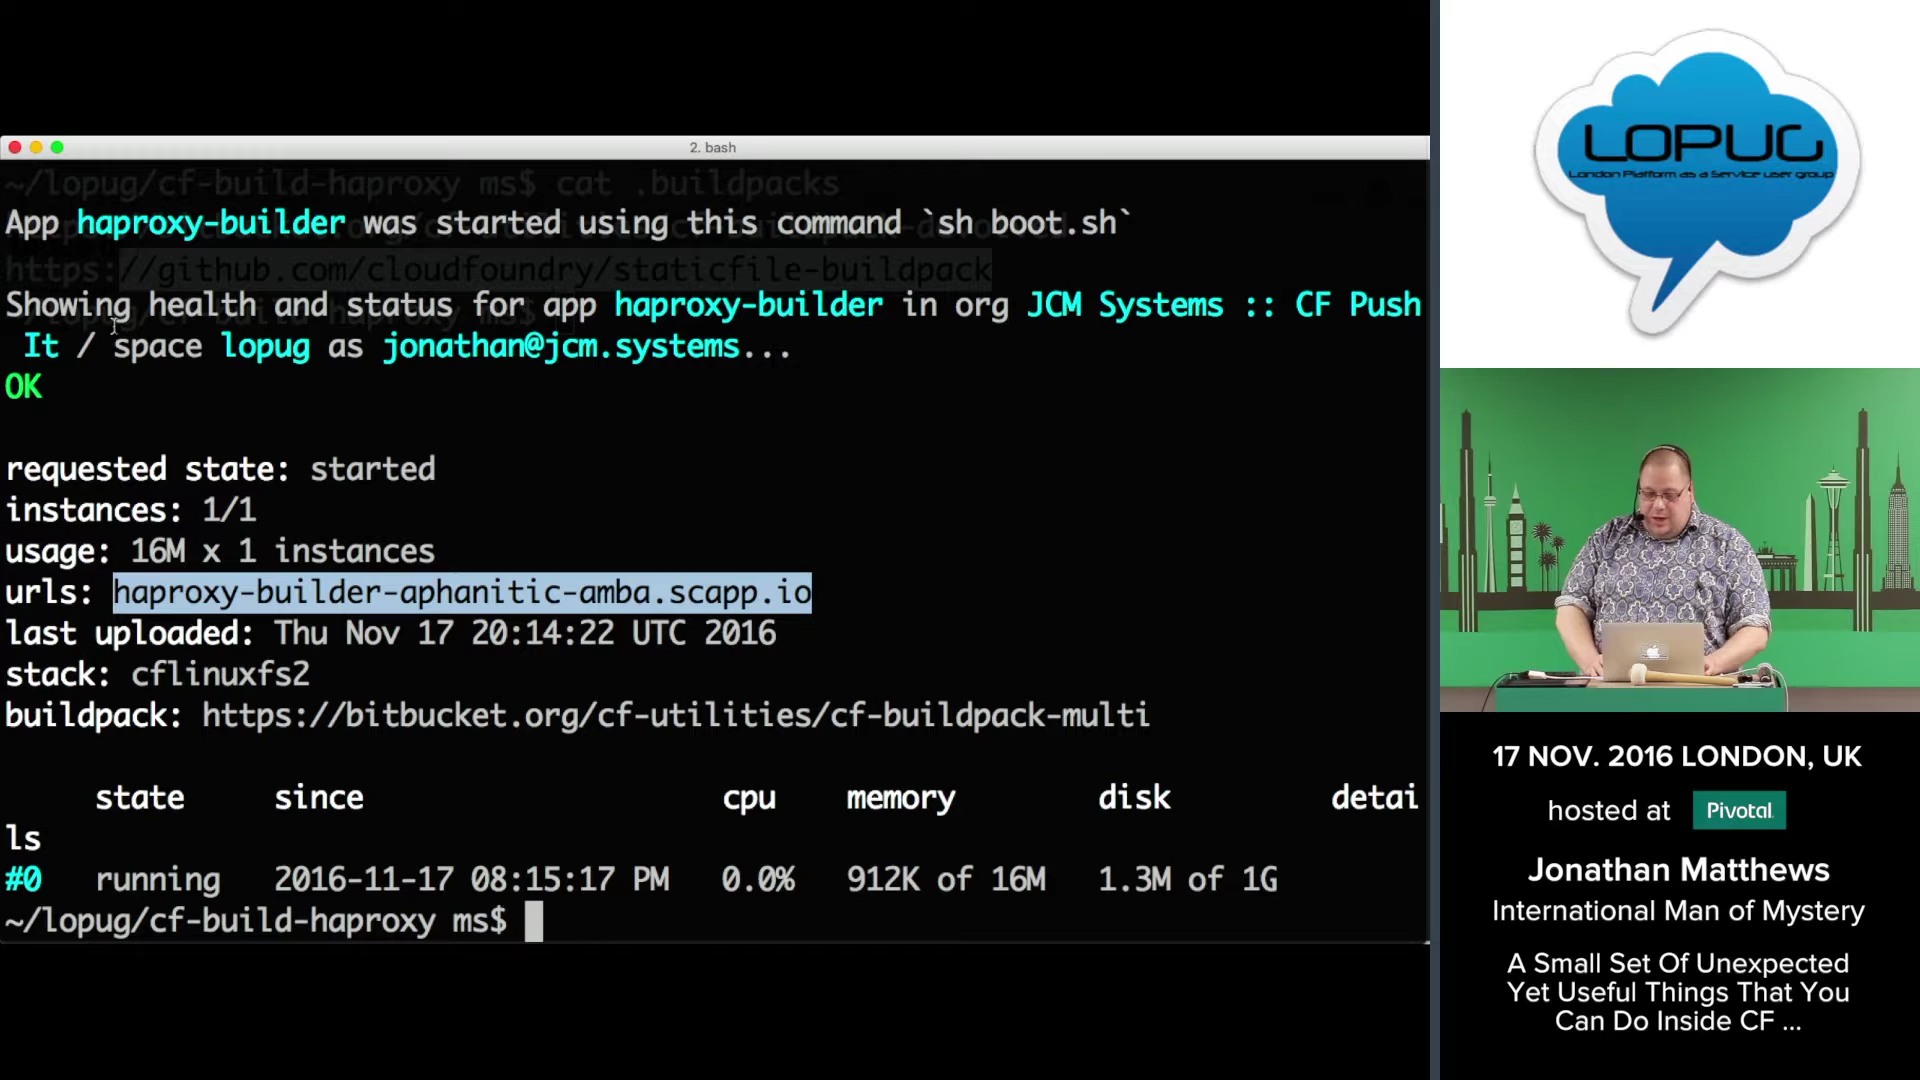 2. bash
~/lopug/cf-build-haproxy ms$ cat .buildpacks
App haproxy-builder was started using this command `sh boot.sh`
https://github.com/cloudfoundry/staticfile-buildpack
Showing health and status for app haproxy-builder in org JCM Systems :: CF Push
It / space lopug as jonathan@jcm.systems...
OK
requested state: started
instances: 1/1
usage: 16M x 1 instances
urls: haproxy-builder-aphanitic-amba.scapp.io
last uploaded: Thu Nov 17 20:14:22 UTC 2016
stack: cflinuxfs2
buildpack: https://bitbucket.org/cf-utilities/cf-buildpack-multi
state since cpu memory disk detai
ls
#0 running 2016-11-17 08:15:17 PM 0.0% 912K of 16M 1.3M of 1G
~/lopug/cf-build-haproxy ms$
LOPUG
London Platform as a Service user group
17 NOV. 2016 LONDON, UK
hosted at Pivotal
Jonathan Matthews
International Man of Mystery
A Small Set Of Unexpected
Yet Useful Things That You
Can Do Inside CF ...